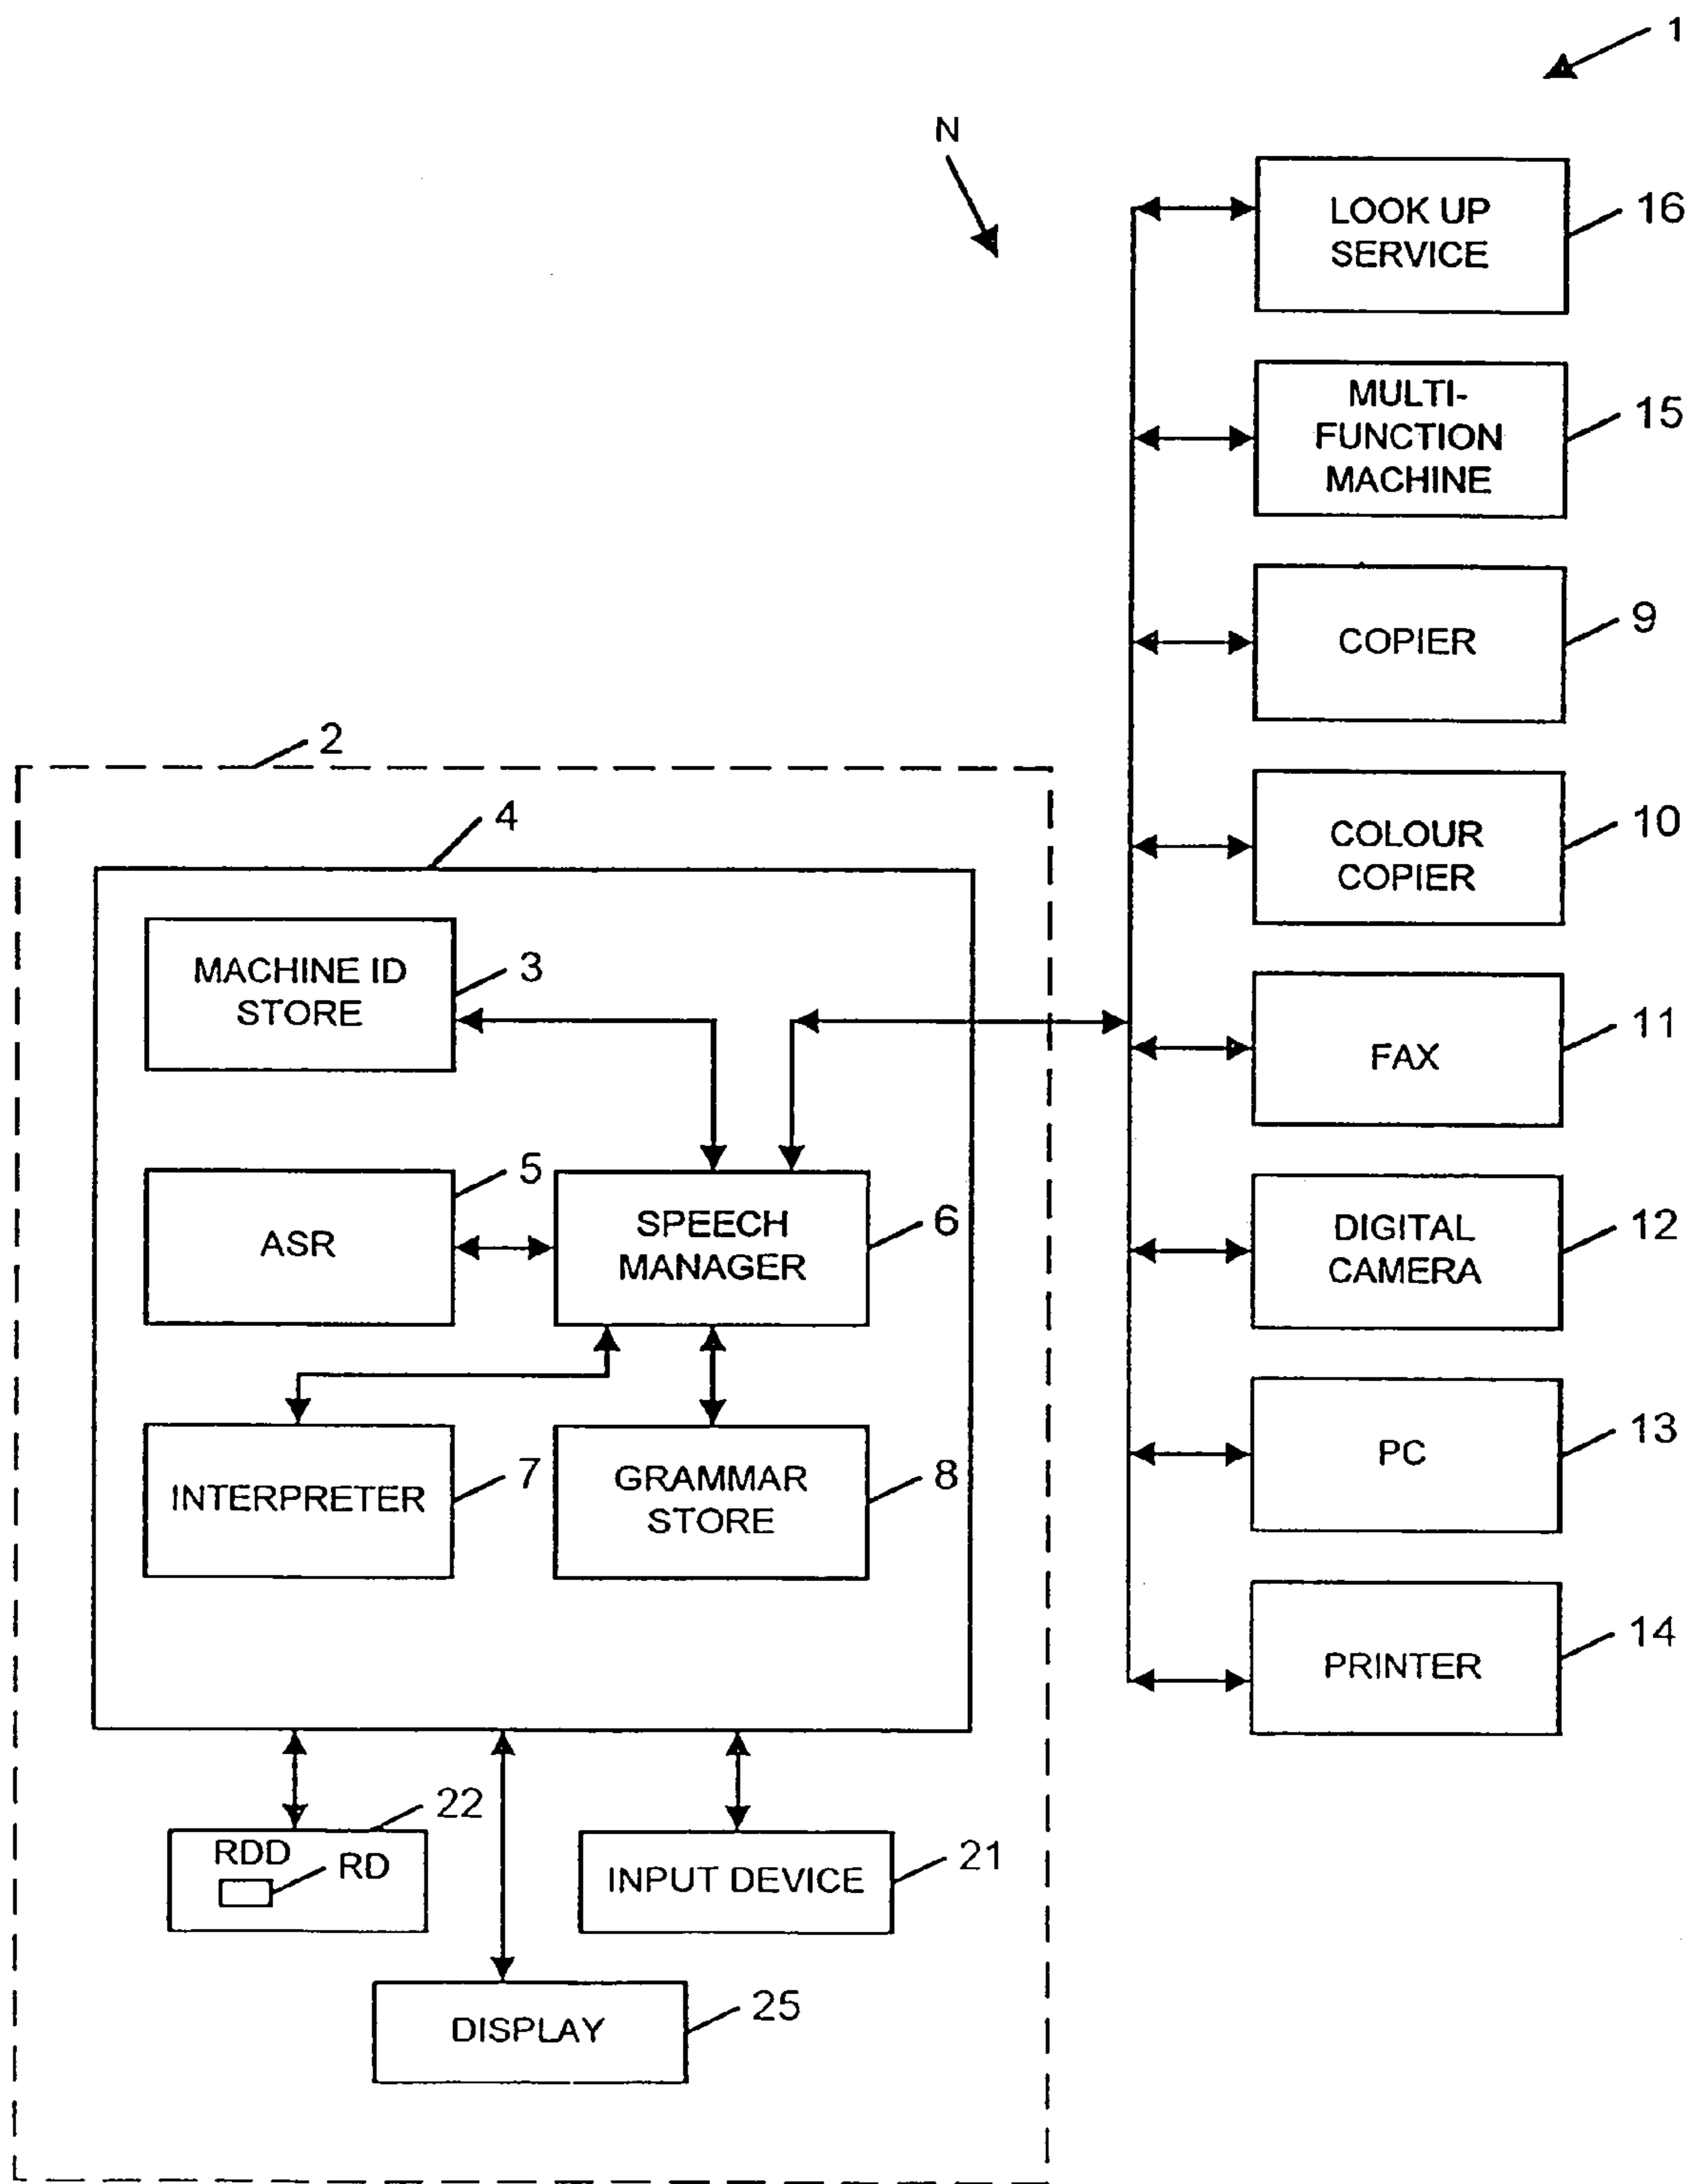 1
N
LOOK UP
SERVICE
16
MULTI-
FUNCTION
MACHINE
15
COPIER
9
COLOUR
COPIER
10
FAX
11
DIGITAL
CAMERA
12
PC
13
PRINTER
14
2
4
MACHINE ID
STORE
3
ASR
5
SPEECH
MANAGER
6
INTERPRETER
7
GRAMMAR
STORE
8
RDD
RD
22
INPUT DEVICE
21
DISPLAY
25